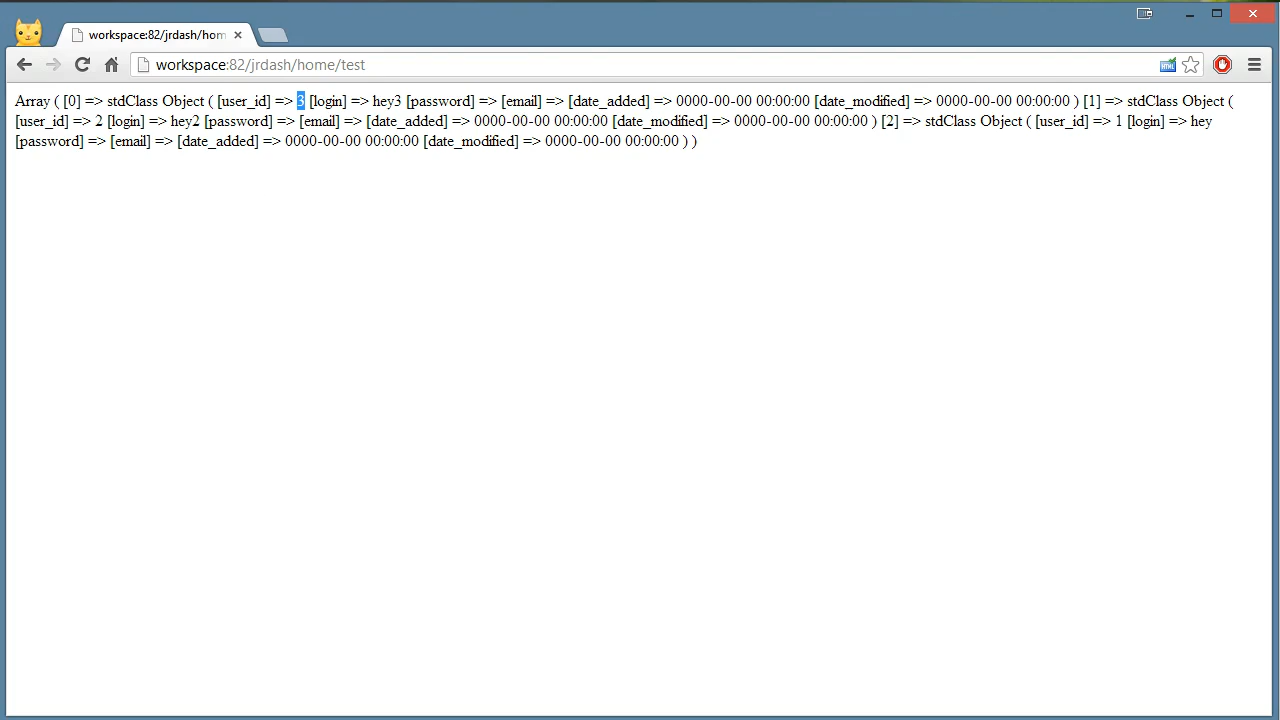 workspace:82/jrdash/hom
workspace:82/jrdash/home/test
Array ( [0] => stdClass Object ( [user_id] => 3 [login] => hey3 [password] => [email] => [date_added] => 0000-00-00 00:00:00 [date_modified] => 0000-00-00 00:00:00 ) [1] => stdClass Object (
[user_id] => 2 [login] => hey2 [password] => [email] => [date_added] => 0000-00-00 00:00:00 [date_modified] => 0000-00-00 00:00:00 ) [2] => stdClass Object ( [user_id] => 1 [login] => hey
[password] => [email] => [date_added] => 0000-00-00 00:00:00 [date_modified] => 0000-00-00 00:00:00 ) )